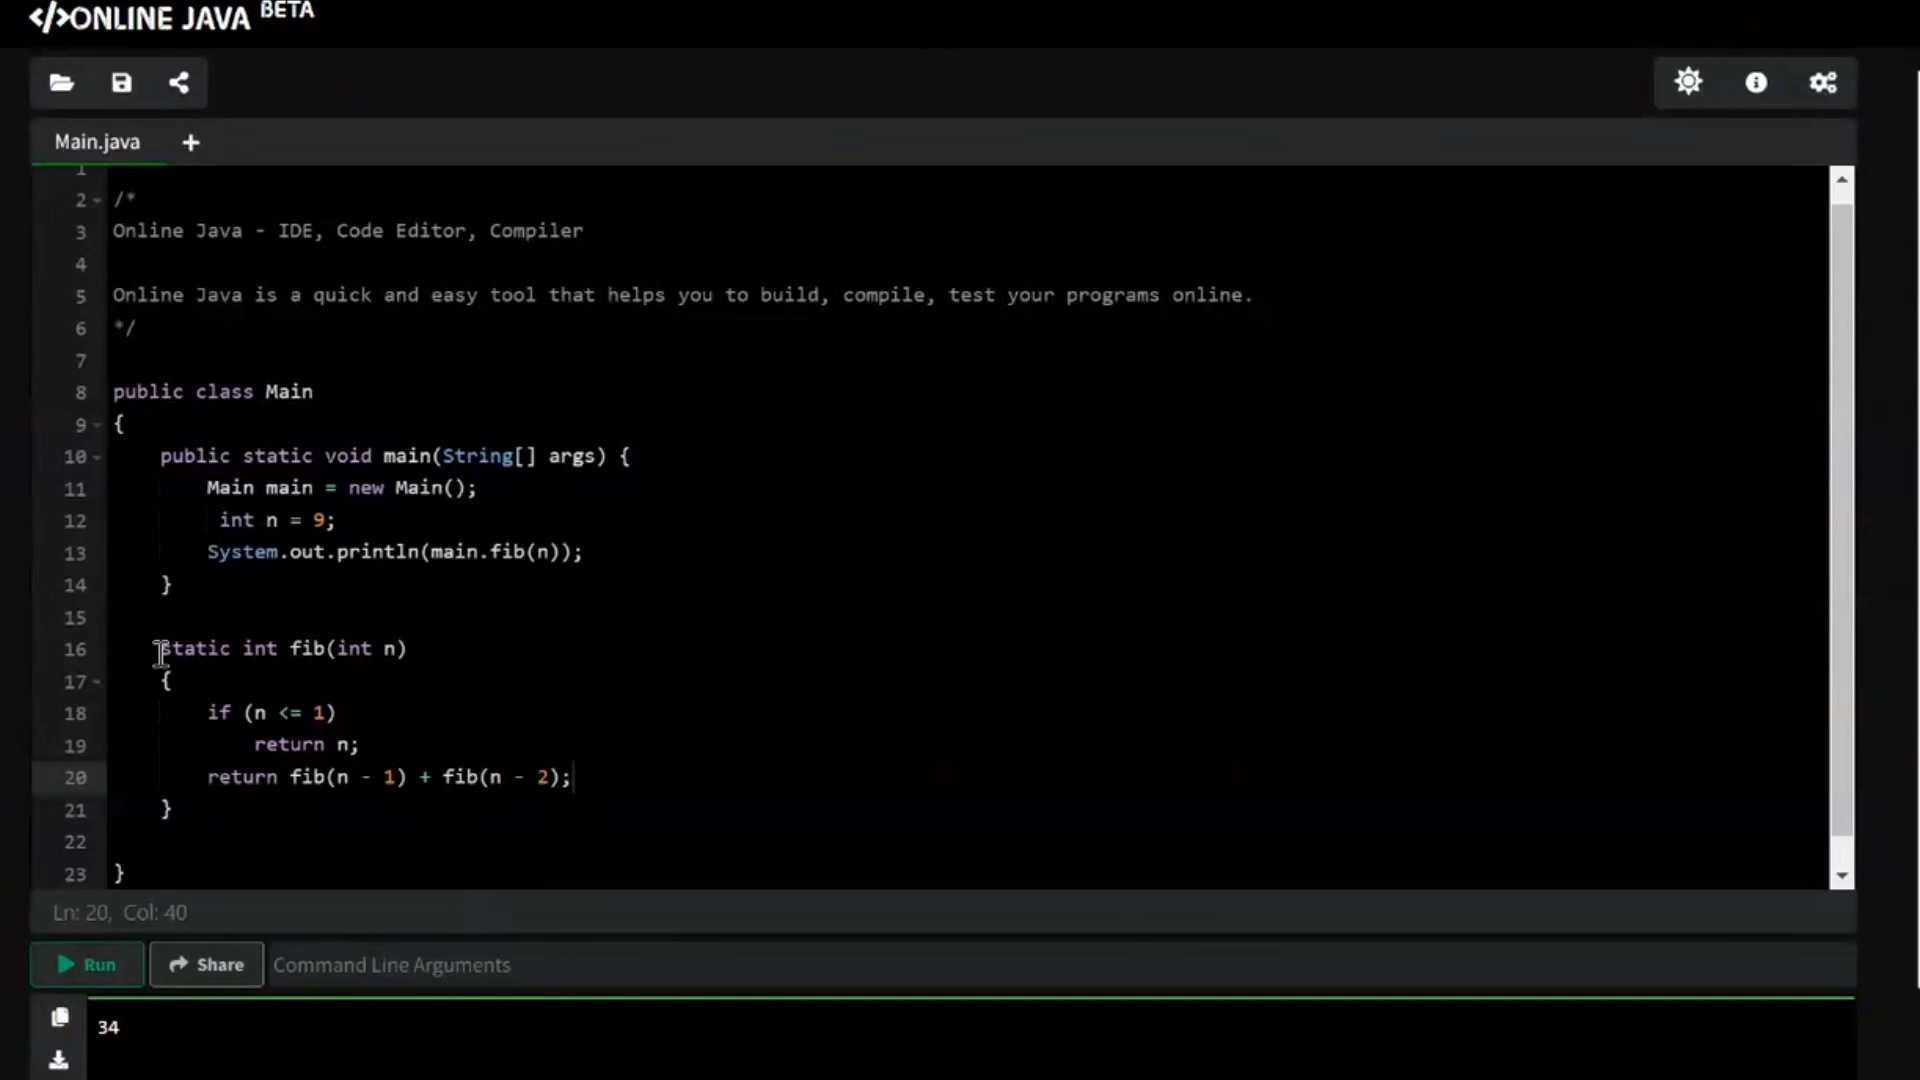 </>ONLINE JAVA BETA
Main.java +
1
2 /*
3 Online Java - IDE, Code Editor, Compiler
4
5 Online Java is a quick and easy tool that helps you to build, compile, test your programs online.
6 */
7
8 public class Main
9 {
10 public static void main(String[] args) {
11 Main main = new Main();
12 int n = 9;
13 System.out.println(main.fib(n));
14 }
15
16 static int fib(int n)
17 {
18 if (n <= 1)
19 return n;
20 return fib(n - 1) + fib(n - 2);
21 }
22
23 }
Ln: 20, Col: 40
Run Share Command Line Arguments
34